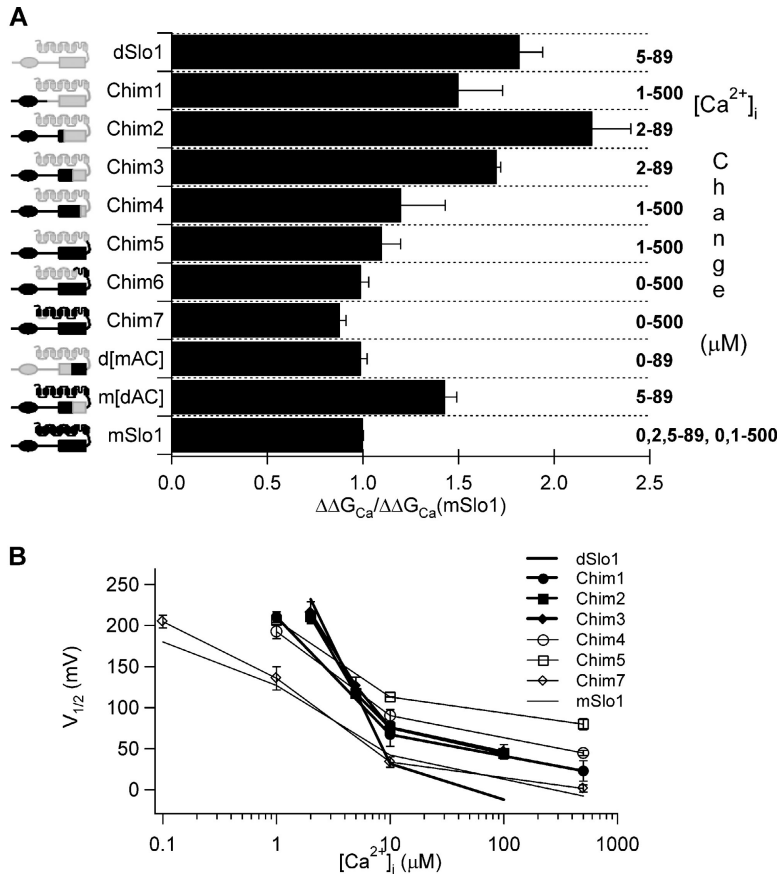 A
dSlo1 5-89
Chim1 1-500
[Ca2+]i
Chim2 2-89
Chim3 2-89
Chim4 1-500
Chim5 1-500
Chim6 0-500
Chim7 0-500
Change
(μM)
d[mAC] 0-89
m[dAC] 5-89
mSlo1 0,2,5-89, 0,1-500
0.0 0.5 1.0 1.5 2.0 2.5
ΔΔGCa/ΔΔGCa(mSlo1)
B
dSlo1
Chim1
Chim2
Chim3
Chim4
Chim5
Chim7
mSlo1
250
200
150
100
50
0
V1/2 (mV)
0.1 1 10 100 1000
[Ca2+]i (μM)